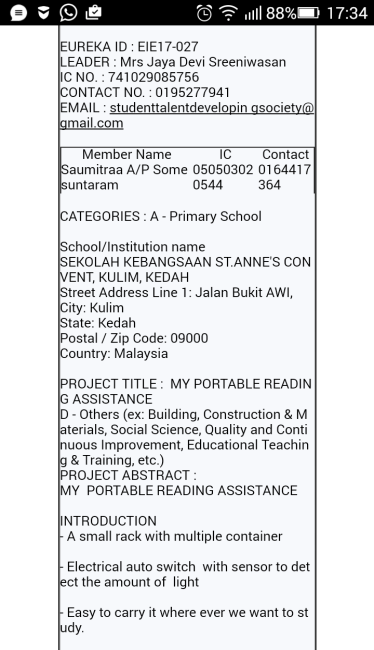 88% 17:34
EUREKA ID : EIE17-027
LEADER : Mrs Jaya Devi Sreeniwasan
IC NO. : 741029085756
CONTACT NO. : 0195277941
EMAIL : studenttalentdevelopin gsociety@
gmail.com
Member Name IC Contact
Saumitraa A/P Some 05050302 0164417
suntaram 0544 364
CATEGORIES : A - Primary School
School/Institution name
SEKOLAH KEBANGSAAN ST.ANNE'S CON
VENT, KULIM, KEDAH
Street Address Line 1: Jalan Bukit AWI,
City: Kulim
State: Kedah
Postal / Zip Code: 09000
Country: Malaysia
PROJECT TITLE : MY PORTABLE READIN
G ASSISTANCE
D - Others (ex: Building, Construction & M
aterials, Social Science, Quality and Conti
nuous Improvement, Educational Teachin
g & Training, etc.)
PROJECT ABSTRACT :
MY PORTABLE READING ASSISTANCE
INTRODUCTION
- A small rack with multiple container
- Electrical auto switch with sensor to det
ect the amount of light
- Easy to carry it where ever we want to st
udy.